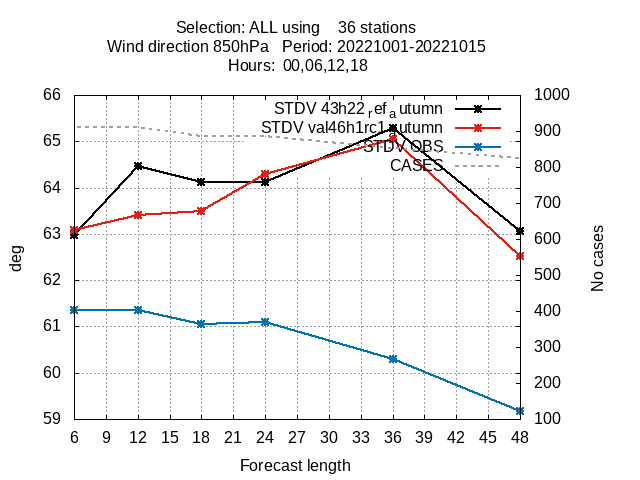 Selection: ALL using 36 stations
Wind direction 850hPa Period: 20221001-20221015
Hours: 00,06,12,18
66 1000
STDV 43h22ref autumn
900
STDV val46h1rc1autumn
65
STDV OBS
CASES 800
64
700
63 600
deg No cases
62 500
400
61
300
60
200
59 100
6 9 12 15 18 21 24 27 30 33 36 39 42 45 48
Forecast length